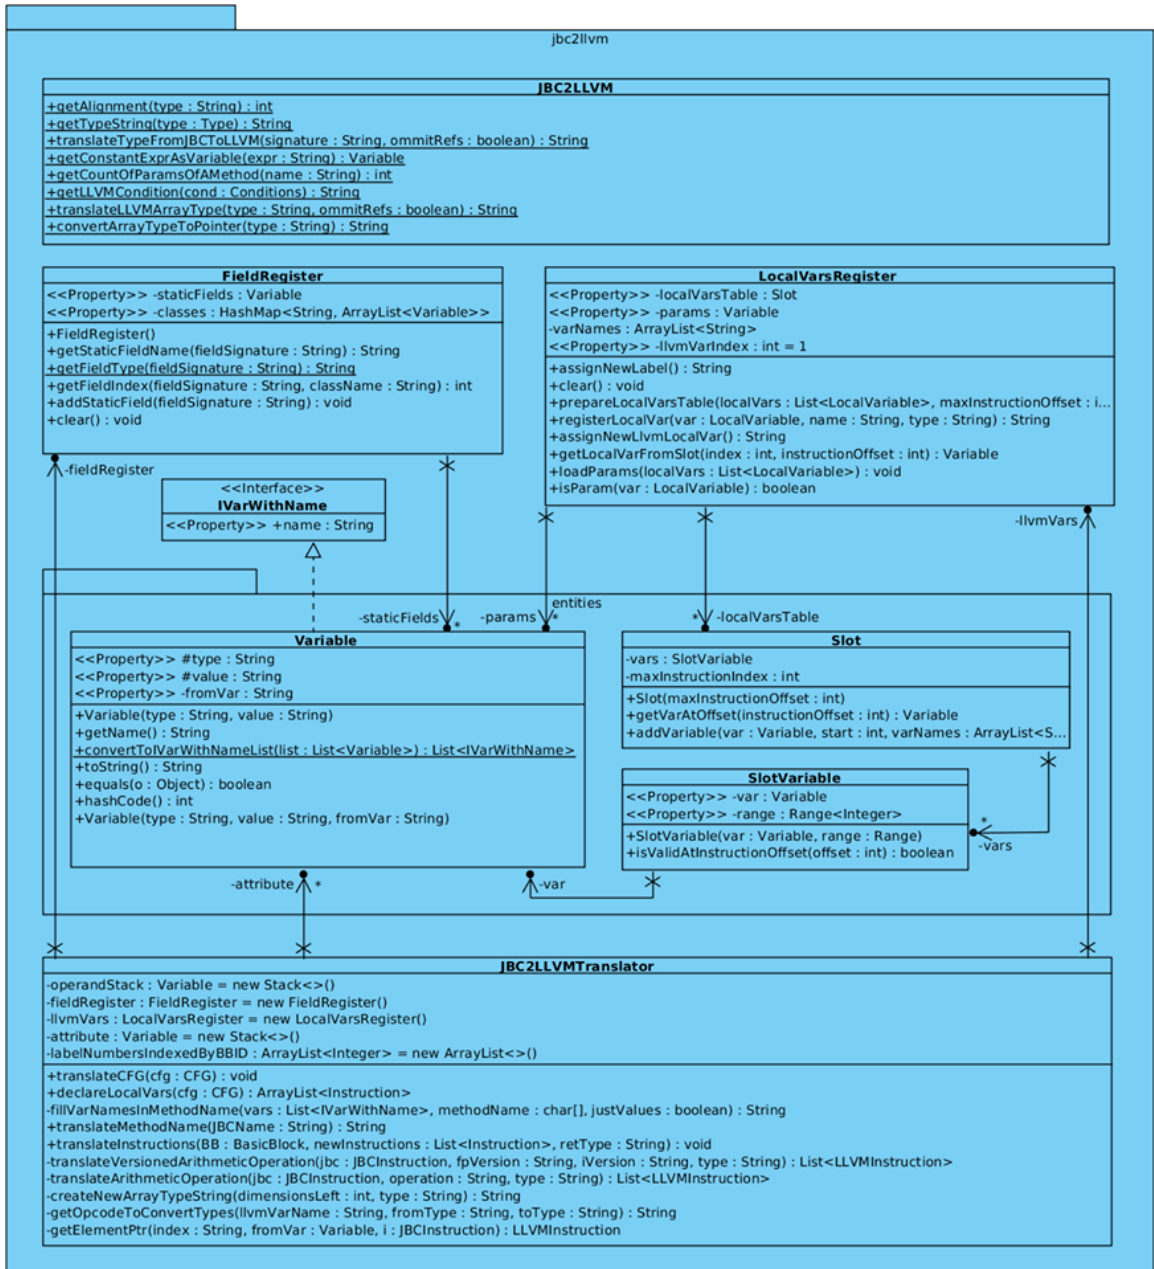 jbc2llvm
JBC2LLVM
+getAlignment(type : String) : int
+getTypeString(type : Type) : String
+translateTypeFromJBCToLLVM(signature : String, ommitRefs : boolean) : String
+getConstantExprAsVariable(expr : String) : Variable
+getCountOfParamsOfAMethod(name : String) : int
+getLLVMCondition(cond : Conditions) : String
+translateLLVMArrayType(type : String, ommitRefs : boolean) : String
+convertArrayTypeToPointer(type : String) : String
FieldRegister
<<Property>> -staticFields : Variable
<<Property>> -classes : HashMap<String, ArrayList<Variable>>
+FieldRegister()
+getStaticFieldName(fieldSignature : String) : String
+getFieldType(fieldSignature : String) : String
+getFieldIndex(fieldSignature : String, className : String) : int
+addStaticField(fieldSignature : String) : void
+clear() : void
LocalVarsRegister
<<Property>> -localVarsTable : Slot
<<Property>> -params : Variable
-varNames : ArrayList<String>
<<Property>> -llvmVarIndex : int = 1
+assignNewLabel() : String
+clear() : void
+prepareLocalVarsTable(localVars : List<LocalVariable>, maxInstructionOffset : i...
+registerLocalVar(var : LocalVariable, name : String, type : String) : String
+assignNewLlvmLocalVar() : String
+getLocalVarFromSlot(index : int, instructionOffset : int) : Variable
+loadParams(localVars : List<LocalVariable>) : void
+isParam(var : LocalVariable) : boolean
-fieldRegister
<<Interface>>
IVarWithName
<<Property>> +name : String
-llvmVars
entities
-staticFields
*
-params
*
*
-localVarsTable
Variable
<<Property>> #type : String
<<Property>> #value : String
<<Property>> -fromVar : String
+Variable(type : String, value : String)
+getName() : String
+convertToIVarWithNameList(list : List<Variable>) : List<IVarWithName>
+toString() : String
+equals(o : Object) : boolean
+hashCode() : int
+Variable(type : String, value : String, fromVar : String)
Slot
-vars : SlotVariable
-maxInstructionIndex : int
+Slot(maxInstructionOffset : int)
+getVarAtOffset(instructionOffset : int) : Variable
+addVariable(var : Variable, start : int, varNames : ArrayList<S...
SlotVariable
<<Property>> -var : Variable
<<Property>> -range : Range<Integer>
+SlotVariable(var : Variable, range : Range)
+isValidAtInstructionOffset(offset : int) : boolean
*
-vars
-attribute
*
-var
JBC2LLVMTranslator
-operandStack : Variable = new Stack<>()
-fieldRegister : FieldRegister = new FieldRegister()
-llvmVars : LocalVarsRegister = new LocalVarsRegister()
-attribute : Variable = new Stack<>()
-labelNumbersIndexedByBBID : ArrayList<Integer> = new ArrayList<>()
+translateCFG(cfg : CFG) : void
+declareLocalVars(cfg : CFG) : ArrayList<Instruction>
-fillVarNamesInMethodName(vars : List<IVarWithName>, methodName : char[], justValues : boolean) : String
+translateMethodName(JBCName : String) : String
+translateInstructions(BB : BasicBlock, newInstructions : List<Instruction>, retType : String) : void
-translateVersionedArithmeticOperation(jbc : JBCInstruction, fpVersion : String, iVersion : String, type : String) : List<LLVMInstruction>
-translateArithmeticOperation(jbc : JBCInstruction, operation : String, type : String) : List<LLVMInstruction>
-createNewArrayTypeString(dimensionsLeft : int, type : String) : String
-getOpcodeToConvertTypes(llvmVarName : String, fromType : String, toType : String) : String
-getElementPtr(index : String, fromVar : Variable, i : JBCInstruction) : LLVMInstruction